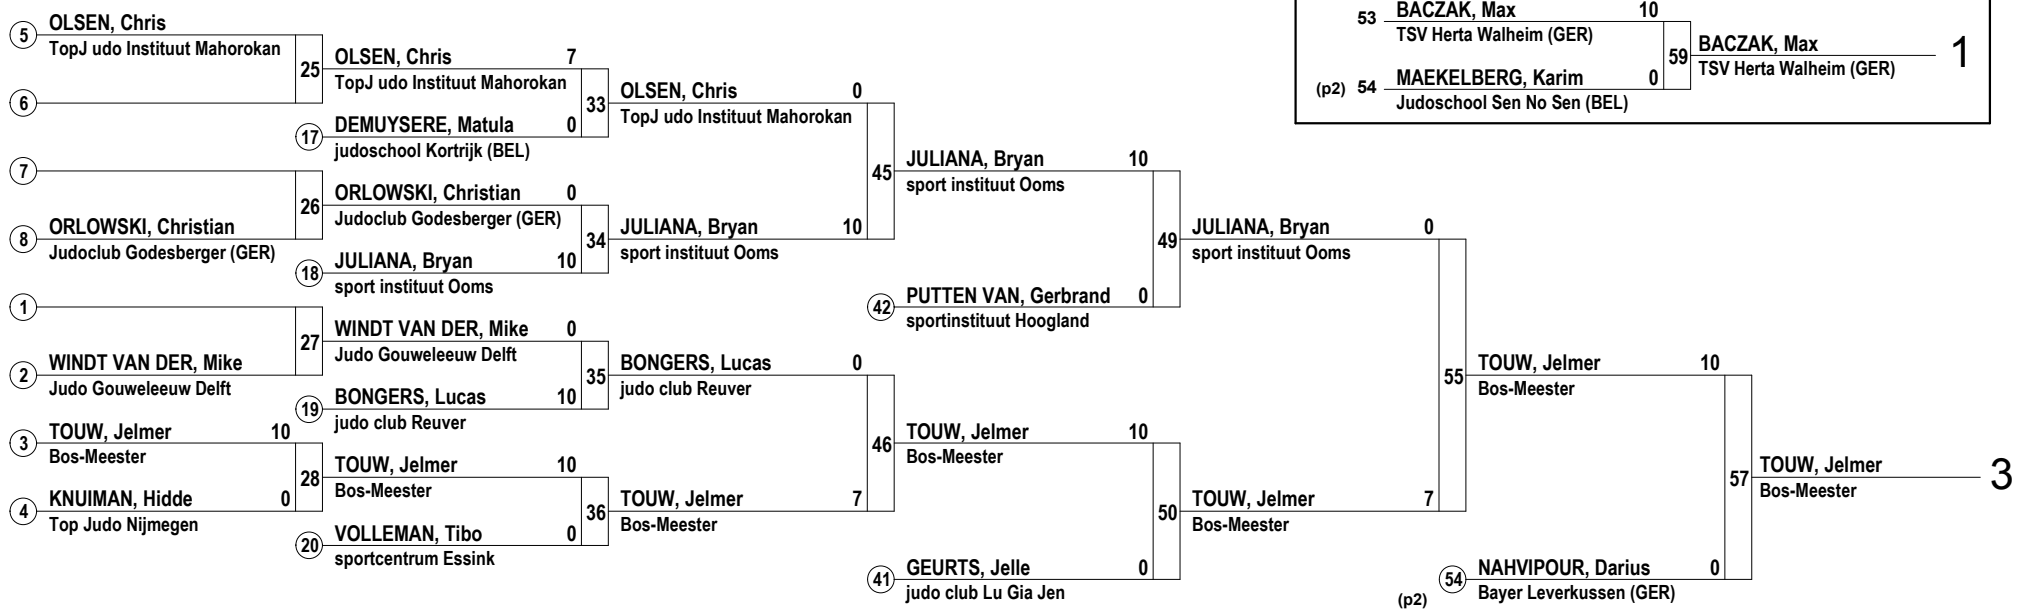 5 OLSEN, Chris
TopJ udo Instituut Mahorokan
6
25
7
8 ORLOWSKI, Christian
Judoclub Godesberger (GER)
26
1
2 WINDT VAN DER, Mike
Judo Gouweleeuw Delft
27
3 TOUW, Jelmer 10
Bos-Meester
4 KNUIMAN, Hidde 0
Top Judo Nijmegen
28
OLSEN, Chris 7
TopJ udo Instituut Mahorokan
17 DEMUYSERE, Matula 0
judoschool Kortrijk (BEL)
33
ORLOWSKI, Christian 0
Judoclub Godesberger (GER)
18 JULIANA, Bryan 10
sport instituut Ooms
34
WINDT VAN DER, Mike 0
Judo Gouweleeuw Delft
19 BONGERS, Lucas 10
judo club Reuver
35
TOUW, Jelmer 10
Bos-Meester
20 VOLLEMAN, Tibo 0
sportcentrum Essink
36
OLSEN, Chris 0
TopJ udo Instituut Mahorokan
JULIANA, Bryan 10
sport instituut Ooms
45
BONGERS, Lucas 0
judo club Reuver
TOUW, Jelmer 7
Bos-Meester
46
JULIANA, Bryan 10
sport instituut Ooms
42 PUTTEN VAN, Gerbrand 0
sportinstituut Hoogland
49
TOUW, Jelmer 10
Bos-Meester
41 GEURTS, Jelle 0
judo club Lu Gia Jen
50
JULIANA, Bryan 0
sport instituut Ooms
TOUW, Jelmer 7
Bos-Meester
55
TOUW, Jelmer 10
Bos-Meester
(p2) 54 NAHVIPOUR, Darius 0
Bayer Leverkussen (GER)
57
TOUW, Jelmer 3
Bos-Meester
53 BACZAK, Max 10
TSV Herta Walheim (GER)
(p2) 54 MAEKELBERG, Karim 0
Judoschool Sen No Sen (BEL)
59
BACZAK, Max 1
TSV Herta Walheim (GER)